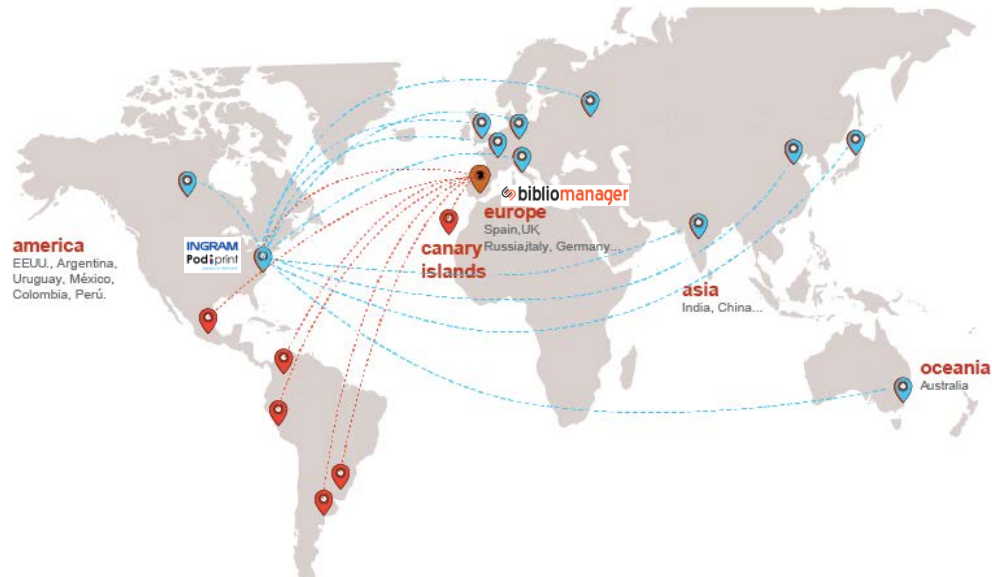 america
EEUU., Argentina,
Uruguay, México,
Colombia, Perú.
INGRAM
Podiprint
bibliomanager
europe
Spain,UK,
Russia,italy, Germany...
canary
islands
asia
India, China...
oceania
Australia